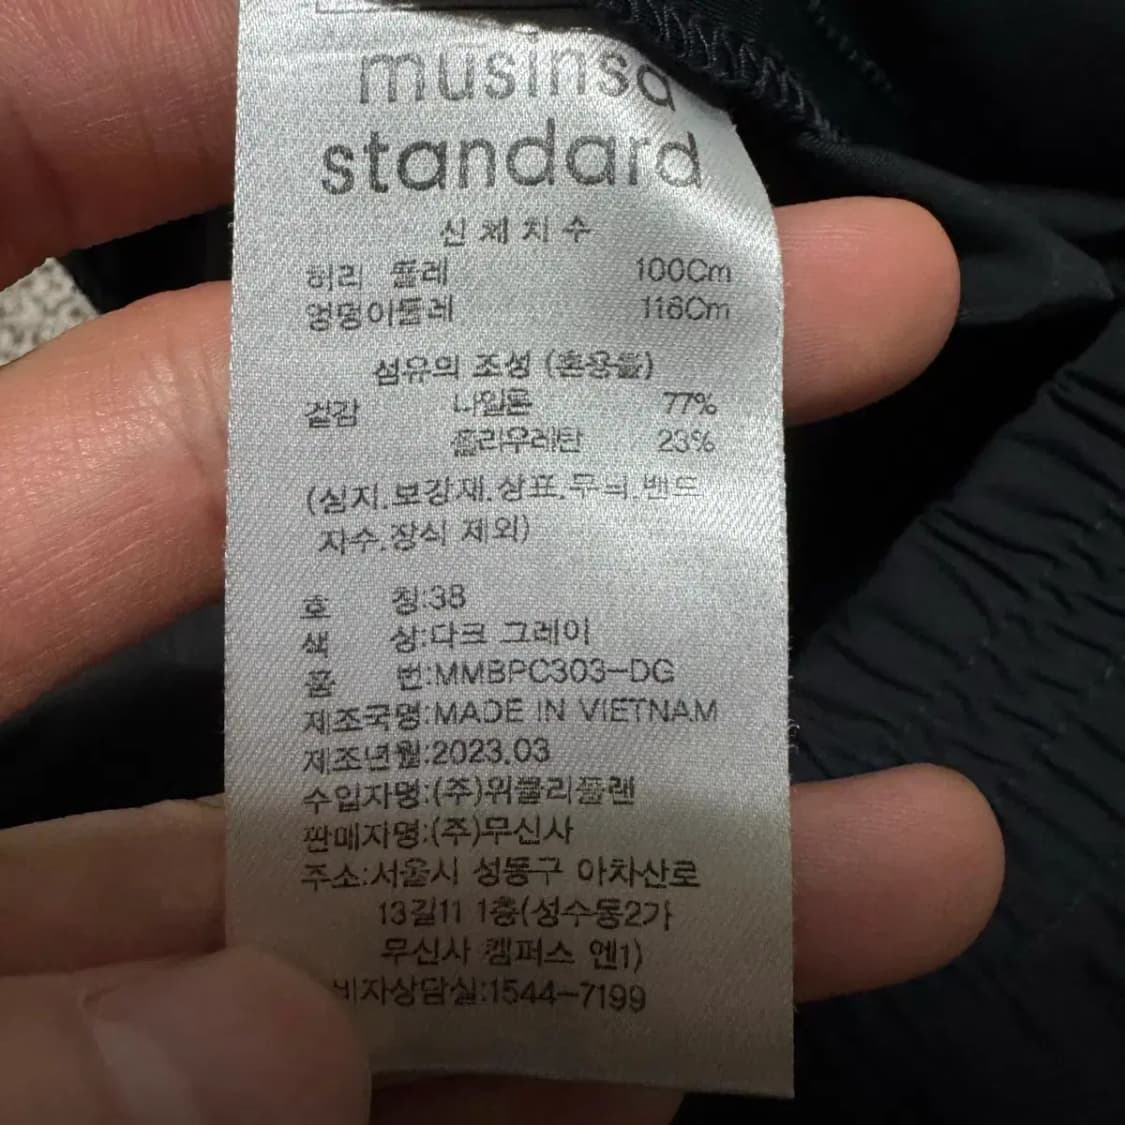 musinsa
standard
신체치수
허리 둘레 100Cm
엉덩이둘레 116Cm
섬유의 조성 (혼용률)
겉감 나일론 77%
폴리우레탄 23%
(심지.보강재.상표.무늬.밴드
자수.장식 제외)
호 칭:38
색 상:다크 그레이
품 번:MMBPC303-DG
제조국명:MADE IN VIETNAM
제조년월:2023.03
수입자명:(주)위클리플랜
판매자명:(주)무신사
주소:서울시 성동구 아차산로
13길11 1층(성수동2가
무신사 캠퍼스 엔1)
비자상담실:1544-7199